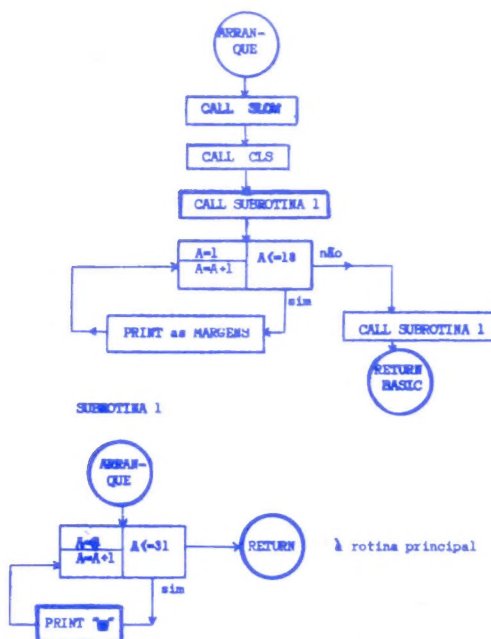 ARRAN-
QUE
CALL SLOW
CALL CLS
CALL SUBROTINA 1
A=1
A=A+1
A<=18
não
sim
PRINT as MARGENS
CALL SUBROTINA 1
RETURN
BASIC
SUBROTINA 1
ARRAN-
QUE
A=A+1
A<=31
RETURN
à rotina principal
sim
PRINT